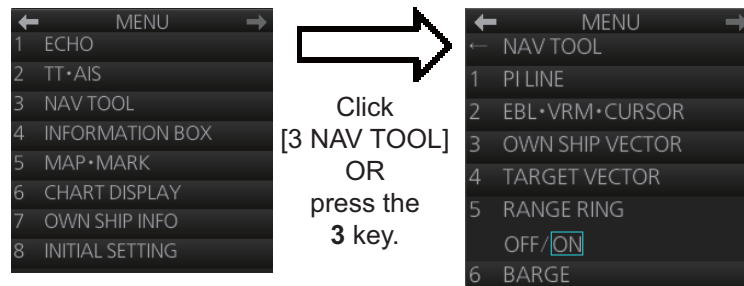 ← MENU →
1 ECHO
2 TT•AIS
3 NAV TOOL
4 INFORMATION BOX
5 MAP•MARK
6 CHART DISPLAY
7 OWN SHIP INFO
8 INITIAL SETTING
Click
[3 NAV TOOL]
OR
press the
3 key.
← MENU →
← NAV TOOL
1 PI LINE
2 EBL•VRM•CURSOR
3 OWN SHIP VECTOR
4 TARGET VECTOR
5 RANGE RING
OFF/ON
6 BARGE